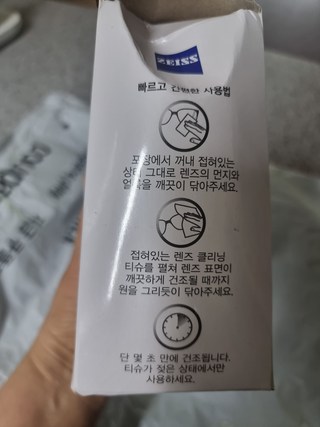 ZEISS
빠르고 간편한 사용법
포장에서 꺼내 접혀있는
상태 그대로 렌즈의 먼지와
얼룩을 깨끗이 닦아주세요.
접혀있는 렌즈 클리닝
티슈를 펼쳐 렌즈 표면이
깨끗하게 건조될 때까지
원을 그리듯이 닦아주세요.
단 몇 초 만에 건조됩니다.
티슈가 젖은 상태에서만
사용하세요.